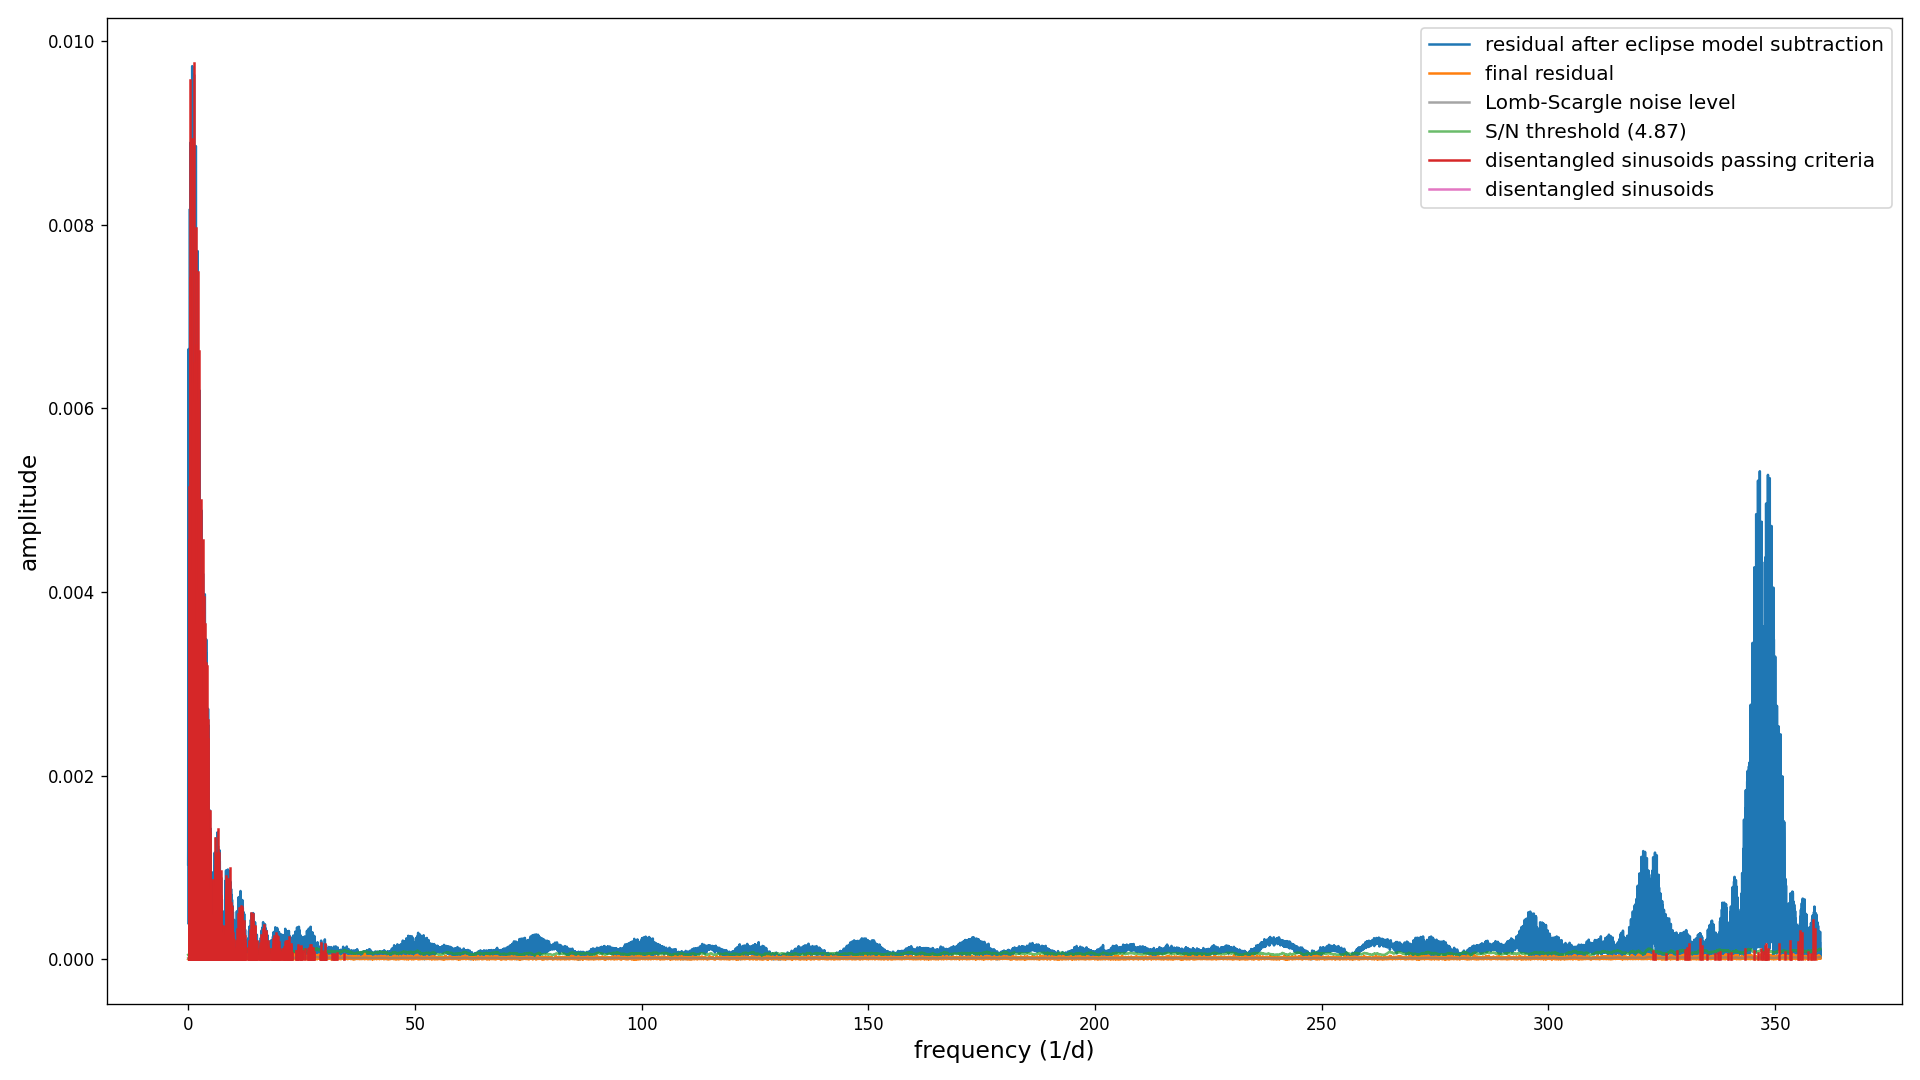 residual after eclipse model subtraction
final residual
Lomb-Scargle noise level
S/N threshold (4.87)
disentangled sinusoids passing criteria
disentangled sinusoids
0.010
0.008
0.006
0.004
0.002
0.000
amplitude
0 50 100 150 200 250 300 350
frequency (1/d)